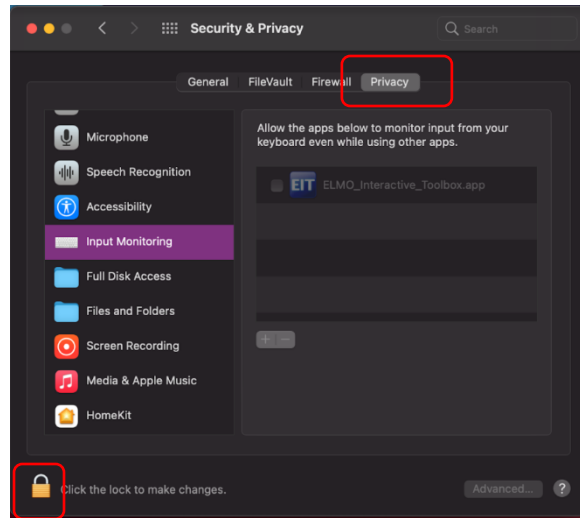 Security & Privacy
Search
General FileVault Firewall Privacy
Microphone
Speech Recognition
Accessibility
Input Monitoring
Full Disk Access
Files and Folders
Screen Recording
Media & Apple Music
HomeKit
Allow the apps below to monitor input from your
keyboard even while using other apps.
EIT ELMO_Interactive_Toolbox.app
+ −
Click the lock to make changes.
Advanced... ?